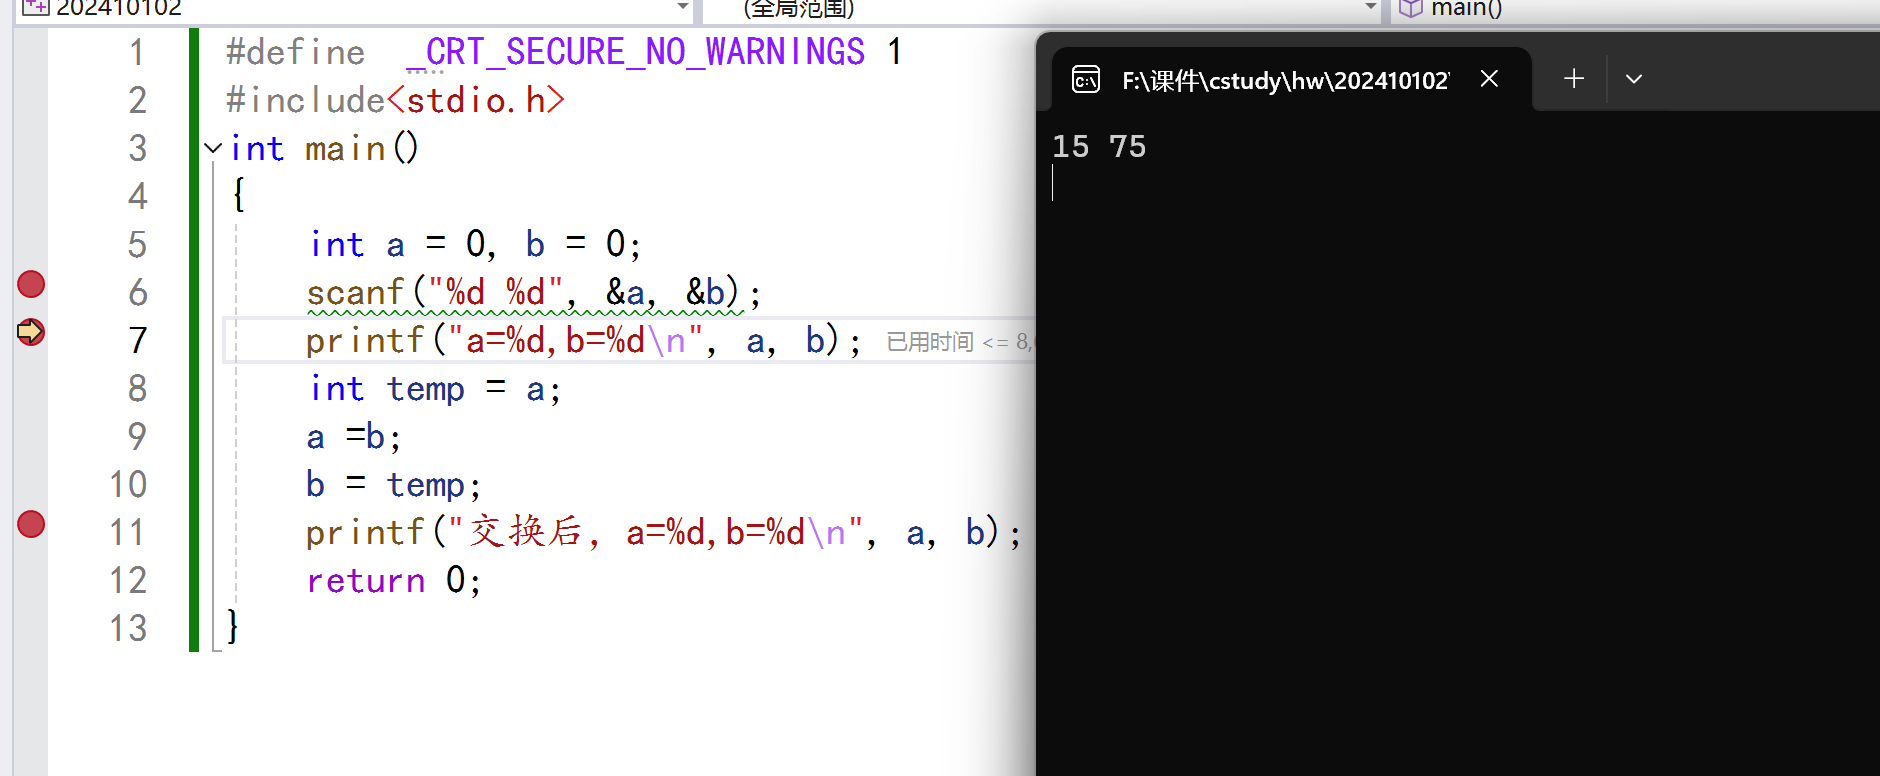 202410102 (全局范围) main()
1 #define _CRT_SECURE_NO_WARNINGS 1
2 #include<stdio.h>
3 int main()
4 {
5 int a = 0, b = 0;
6 scanf("%d %d", &a, &b);
7 printf("a=%d,b=%d\n", a, b); 已用时间 <= 8,
8 int temp = a;
9 a =b;
10 b = temp;
11 printf("交换后, a=%d,b=%d\n", a, b);
12 return 0;
13 }
F:\课件\cstudy\hw\202410102
15 75